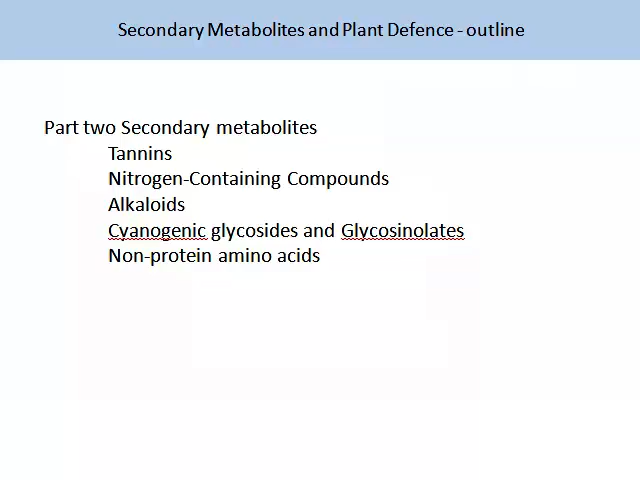 Secondary Metabolites and Plant Defence - outline
Part two Secondary metabolites
Tannins
Nitrogen-Containing Compounds
Alkaloids
Cyanogenic glycosides and Glycosinolates
Non-protein amino acids